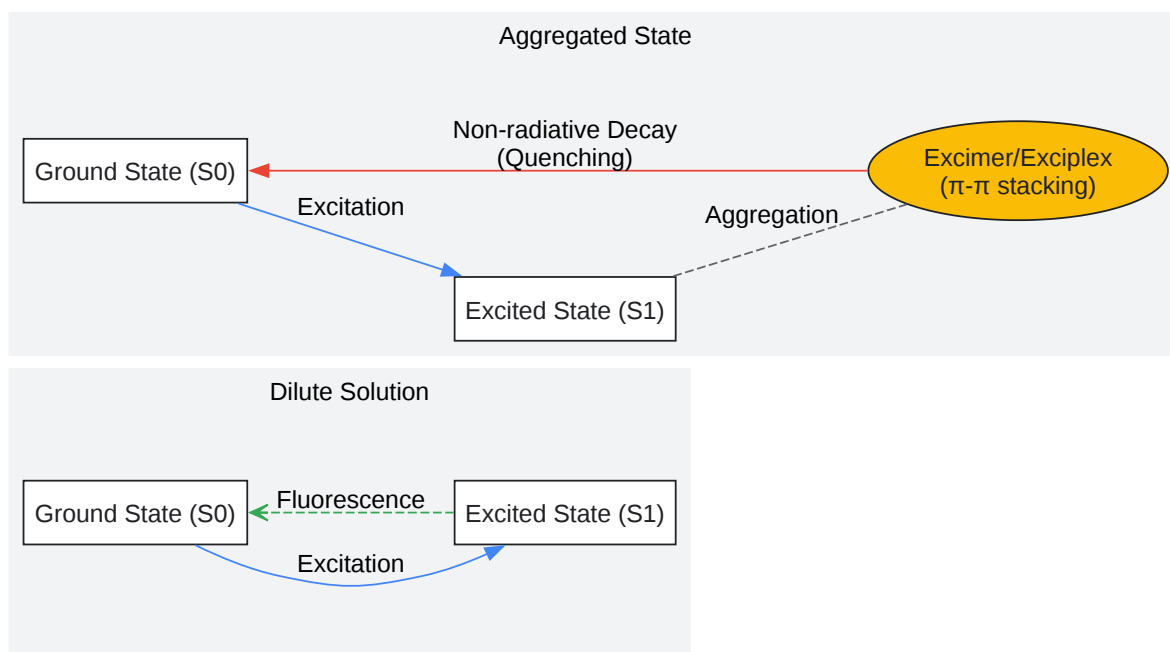 Aggregated State
Non-radiative Decay
(Quenching)
Ground State (S0)
Excimer/Exciplex
(π-π stacking)
Excitation
Aggregation
Excited State (S1)
Dilute Solution
Ground State (S0)
Fluorescence
Excited State (S1)
Excitation